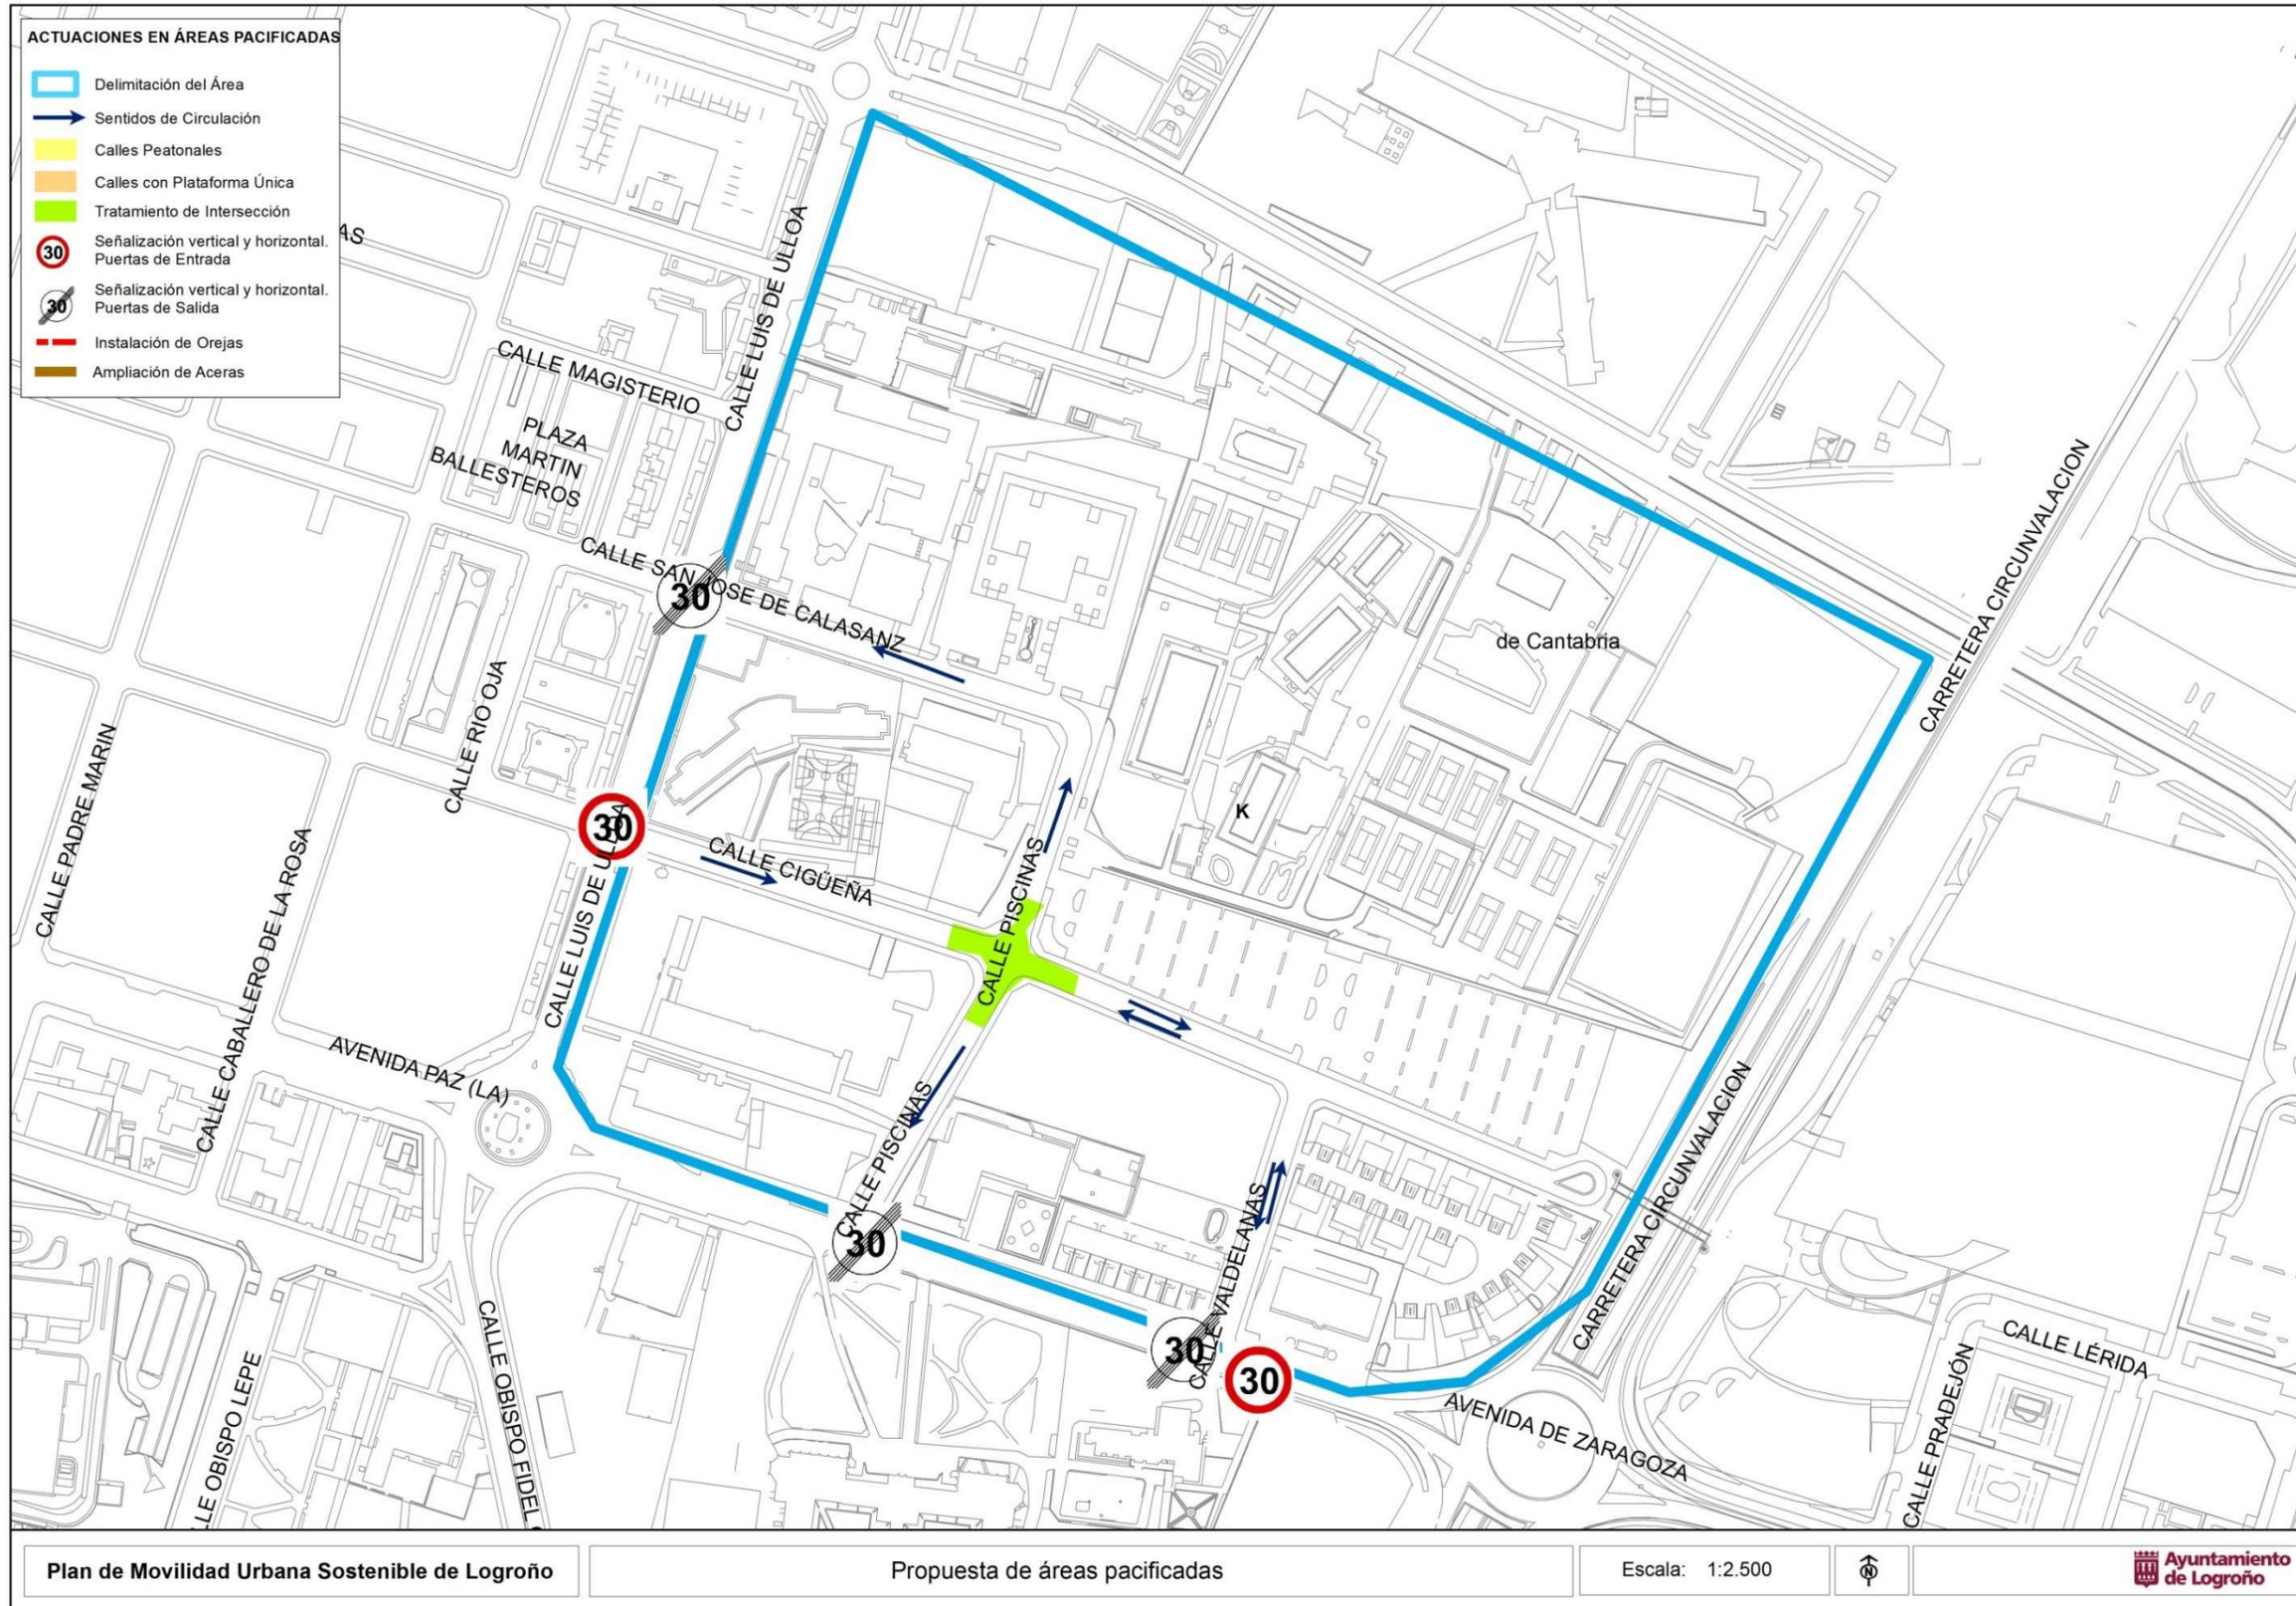 ACTUACIONES EN ÁREAS PACIFICADAS
Delimitación del Área
Sentidos de Circulación
Calles Peatonales
Calles con Plataforma Única
Tratamiento de Intersección
30
Señalización vertical y horizontal.
Puertas de Entrada
30
Señalización vertical y horizontal.
Puertas de Salida
Instalación de Orejas
Ampliación de Aceras
AS
CALLE LUIS DE ULLOA
CALLE MAGISTERIO
PLAZA
MARTIN
BALLESTEROS
CALLE SAN JOSE DE CALASANZ
30
CARRETERA CIRCUNVALACION
de Cantabria
CALLE RIO OJA
CALLE PADRE MARIN
30
K
CALLE CIGÜEÑA
CALLE PISCINAS
CALLE LUIS DE ULLOA
CALLE CABALLERO DE LA ROSA
AVENIDA PAZ (LA)
CALLE PISCINAS
30
CALLE VALDELANAS
CARRETERA CIRCUNVALACION
30
30
CALLE OBISPO FIDEL
LLE OBISPO LEPE
AVENIDA DE ZARAGOZA
CALLE LÉRIDA
CALLE PRADEJÓN
Plan de Movilidad Urbana Sostenible de Logroño
Propuesta de áreas pacificadas
Escala: 1:2.500
N
Ayuntamiento
de Logroño